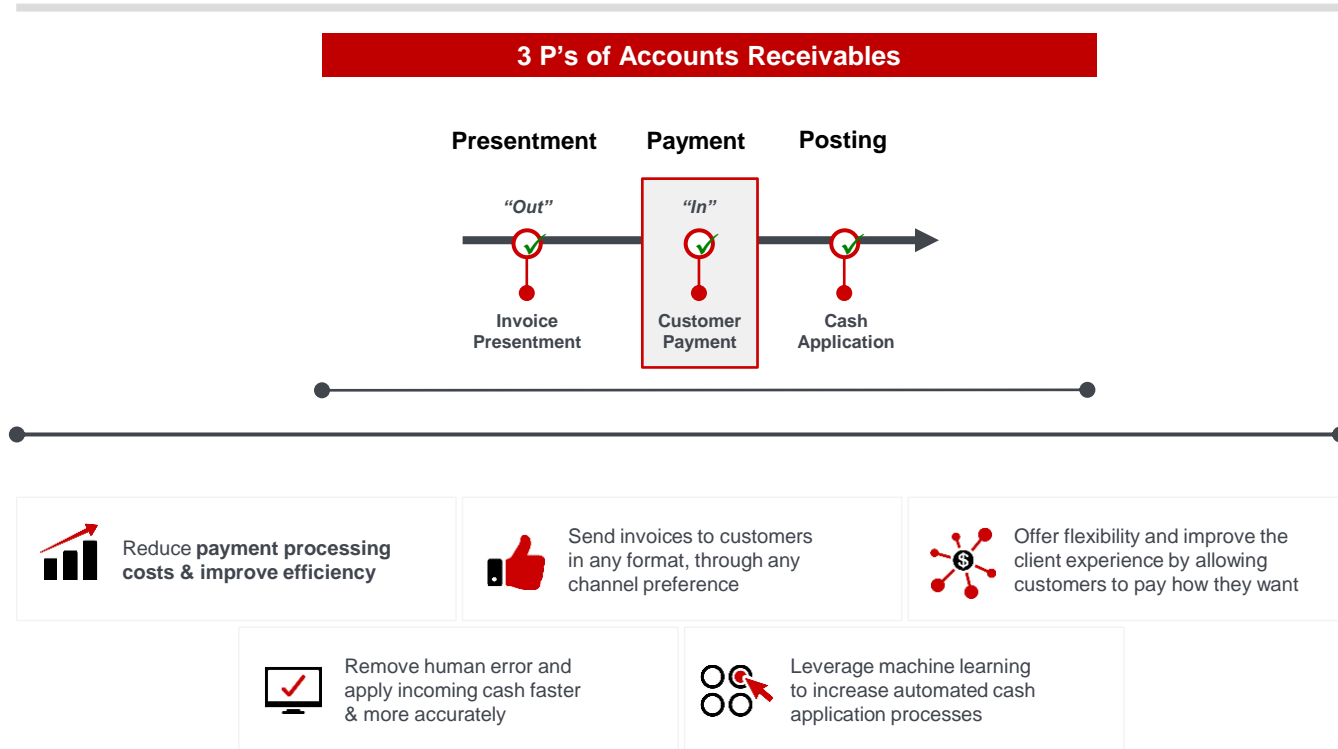 3 P’s of Accounts Receivables
Presentment
Payment
Posting
“Out”
“In”
Invoice
Presentment
Customer
Payment
Cash
Application
Reduce payment processing
costs & improve efficiency
Send invoices to customers
in any format, through any
channel preference
Offer flexibility and improve the
client experience by allowing
customers to pay how they want
Remove human error and
apply incoming cash faster
& more accurately
Leverage machine learning
to increase automated cash
application processes
$